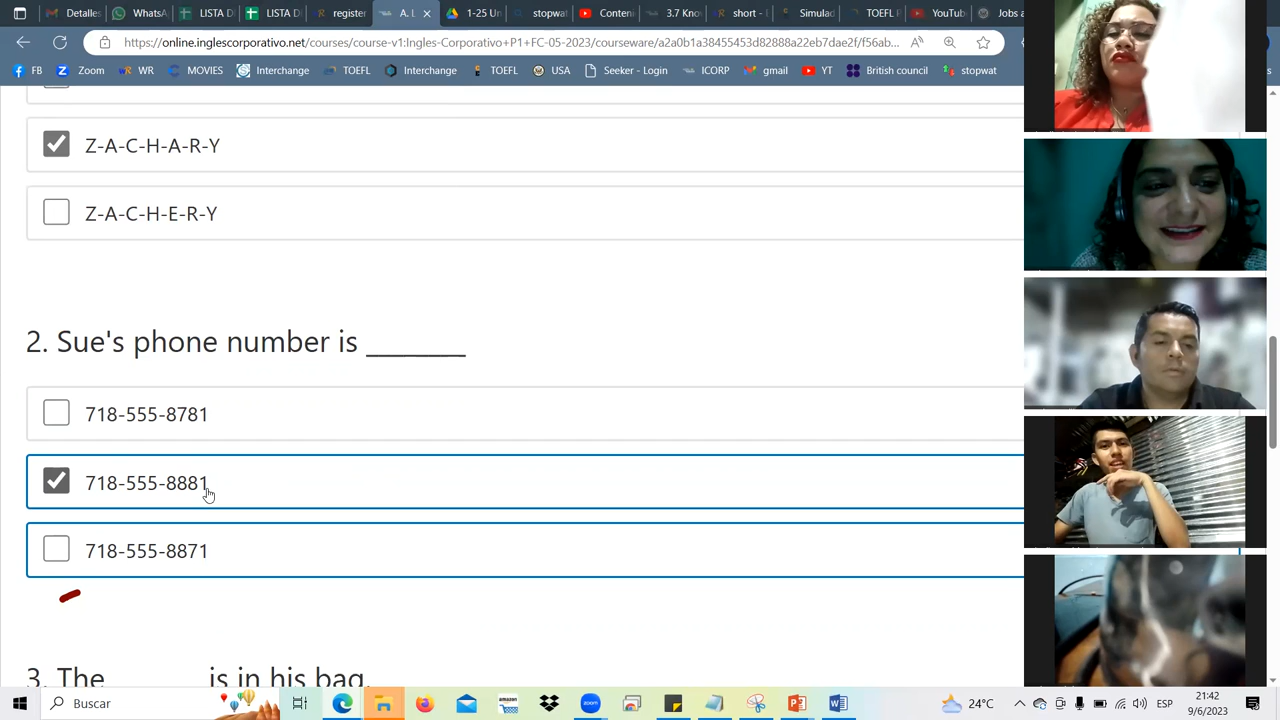 Detalles
WhatsA
LISTA D
LISTA D
register
A. L
1-25 Un
stopwat
Conteni
3.7 Kno
short -
Simulad
TOEFL P
YouTub
Jobs a
https://online.inglescorporativo.net/courses/course-v1:Ingles-Corporativo+P1+FC-05-2023/courseware/a2a0b1a38455453d82888a22eb7dae2f/f56ab...
FB Zoom WR MOVIES Interchange TOEFL Interchange TOEFL USA Seeker - Login ICORP gmail YT British council stopwat
Z-A-C-H-A-R-Y
Z-A-C-H-E-R-Y
2. Sue's phone number is ________
718-555-8781
718-555-8881
718-555-8871
3. The ________ is in his bag.
Buscar
24°C
ESP
21:42
9/6/2023